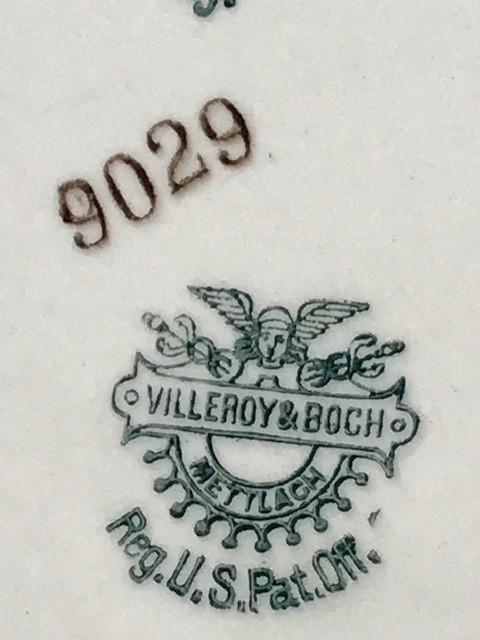 9029
VILLEROY & BOCH
METTLACH
Reg. U.S. Pat. Off.